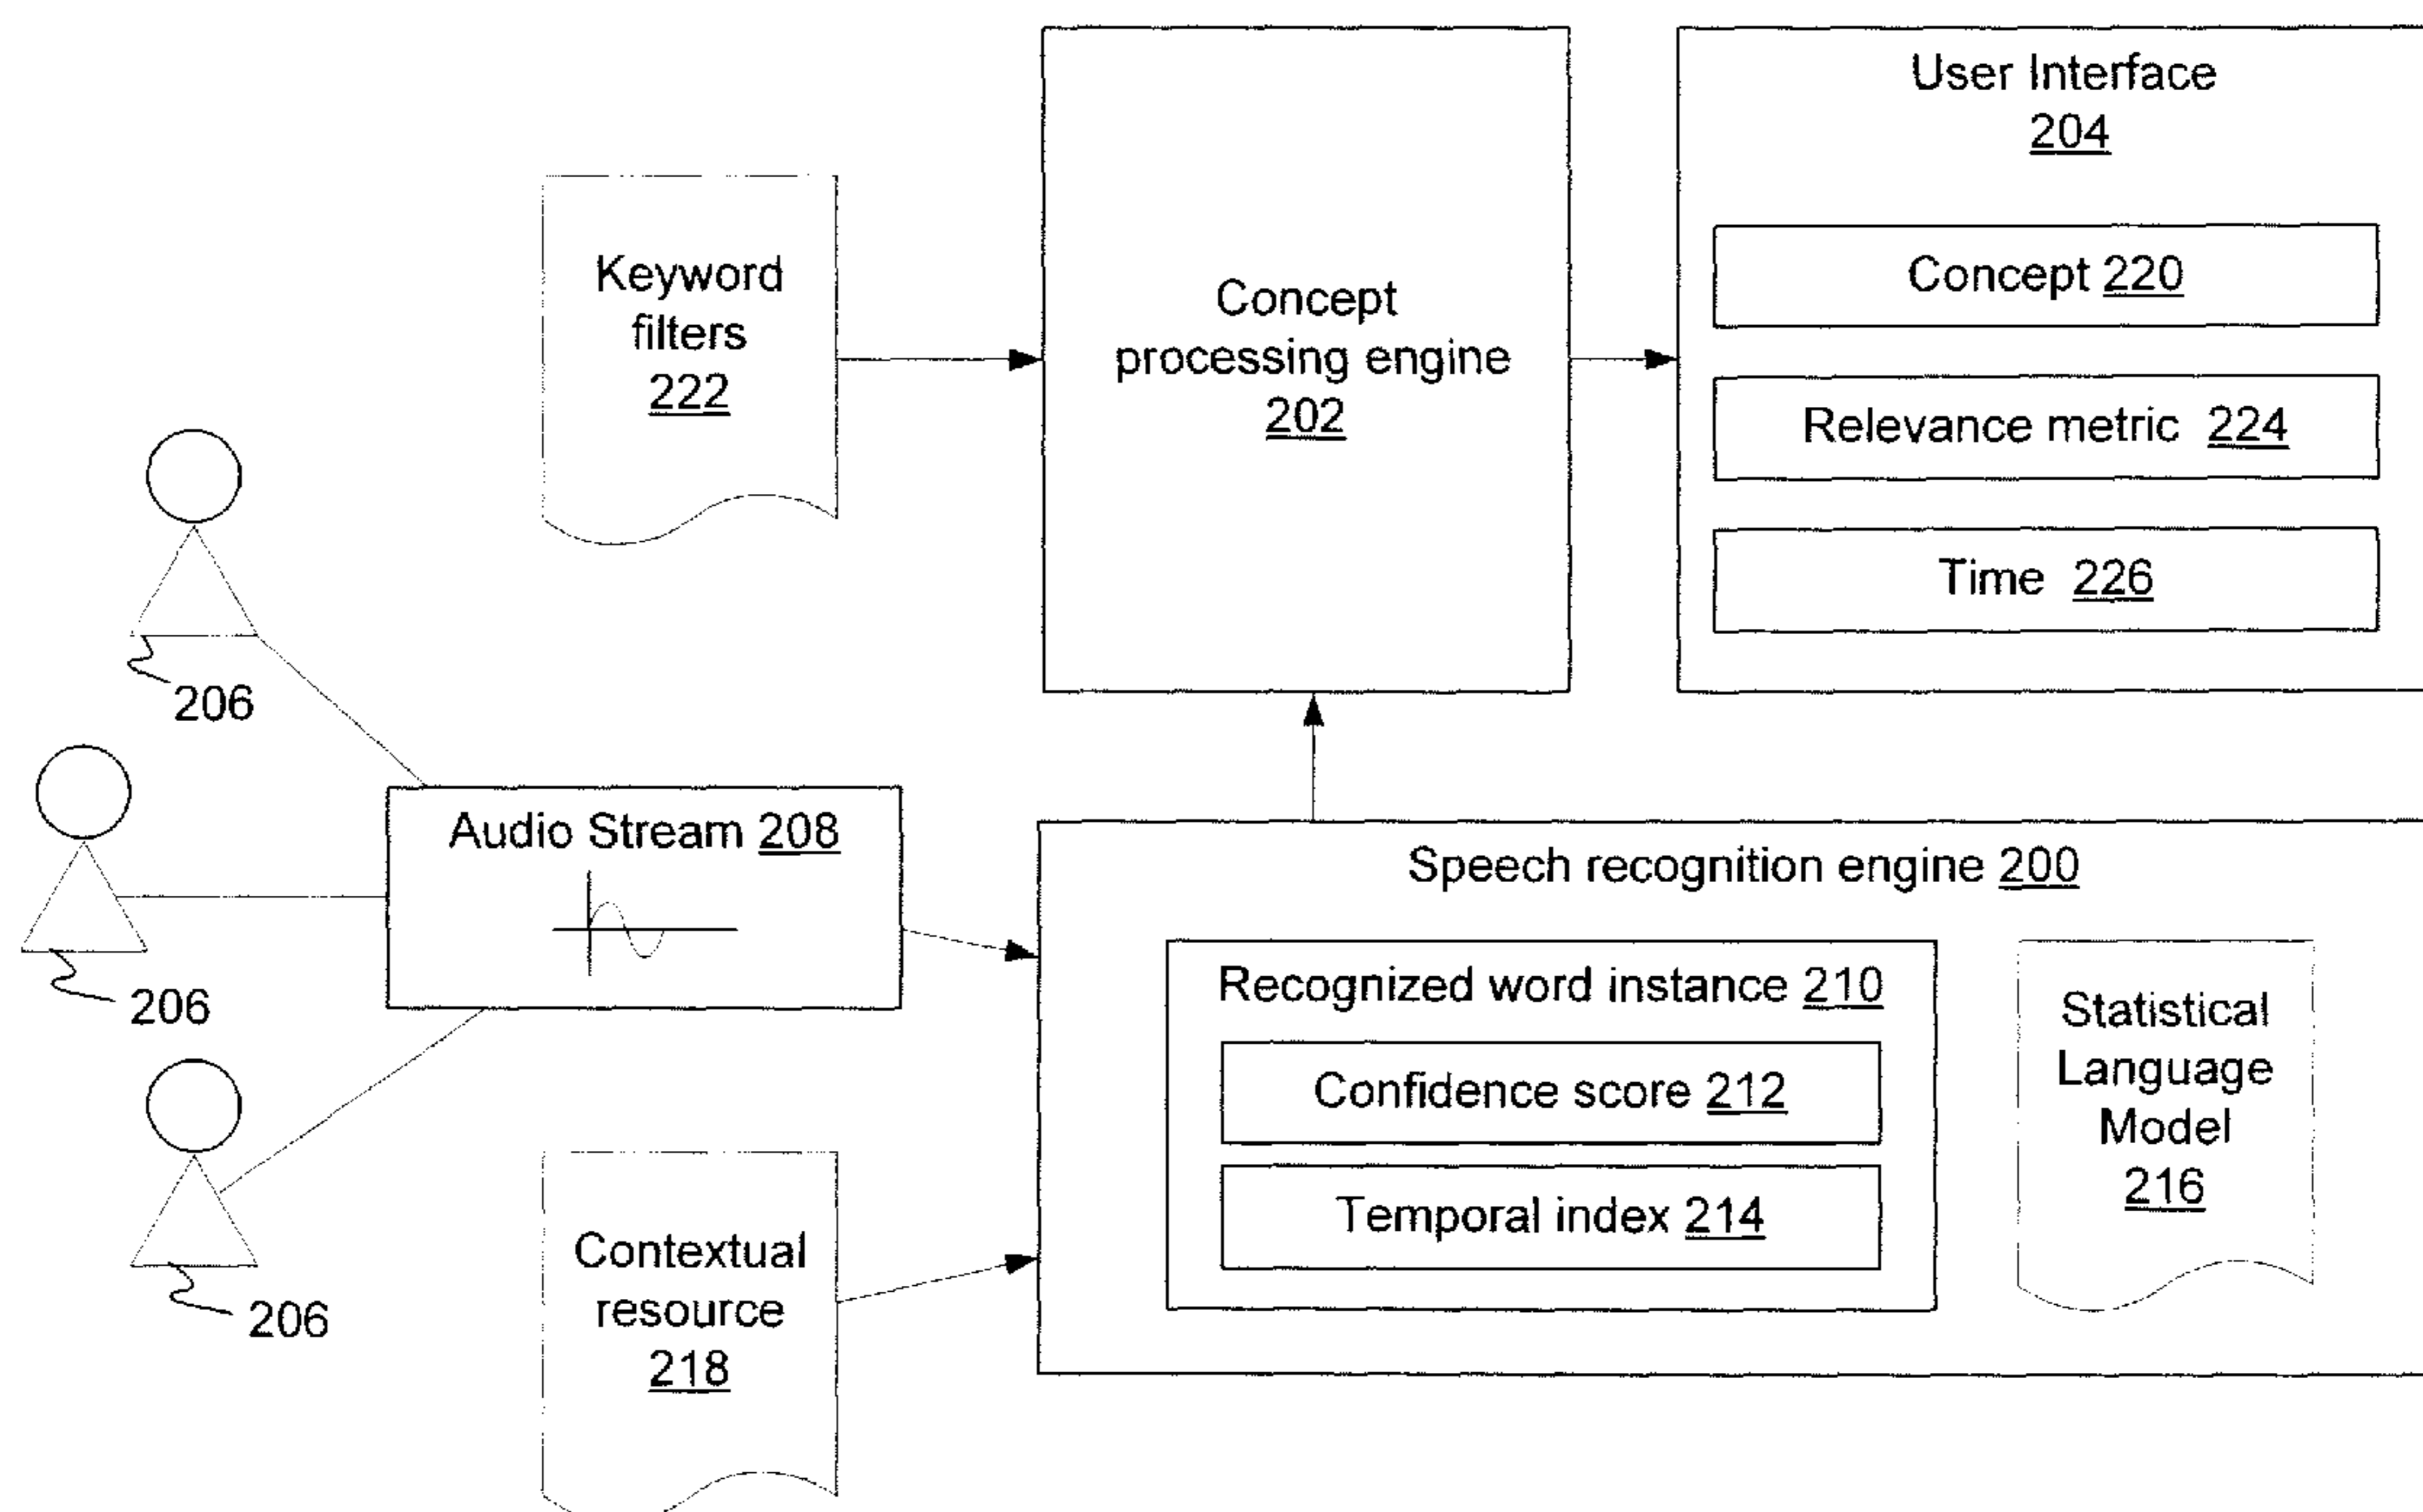 User Interface
204
Concept 220
Relevance metric 224
Time 226
Keyword
filters
222
Concept
processing engine
202
206
206
206
Audio Stream 208
Speech recognition engine 200
Recognized word instance 210
Confidence score 212
Temporal index 214
Statistical
Language
Model
216
Contextual
resource
218